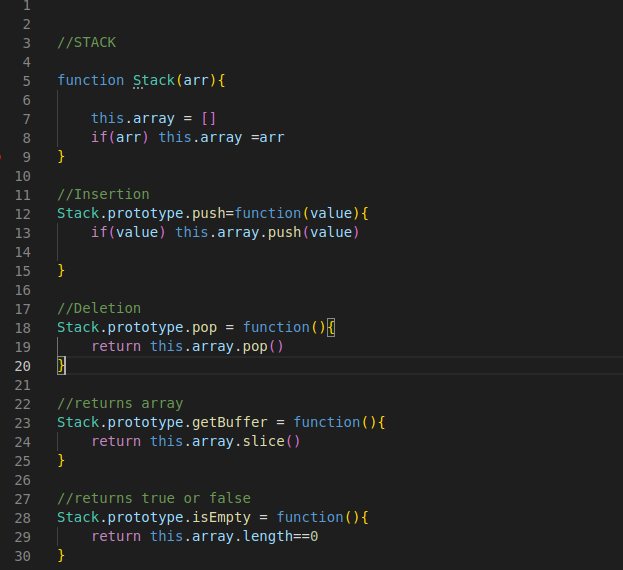 1
2
3 //STACK
4
5 function Stack(arr){
6
7     this.array = []
8     if(arr) this.array =arr
9 }
10
11 //Insertion
12 Stack.prototype.push=function(value){
13     if(value) this.array.push(value)
14
15 }
16
17 //Deletion
18 Stack.prototype.pop = function(){
19     return this.array.pop()
20 }
21
22 //returns array
23 Stack.prototype.getBuffer = function(){
24     return this.array.slice()
25 }
26
27 //returns true or false
28 Stack.prototype.isEmpty = function(){
29     return this.array.length==0
30 }